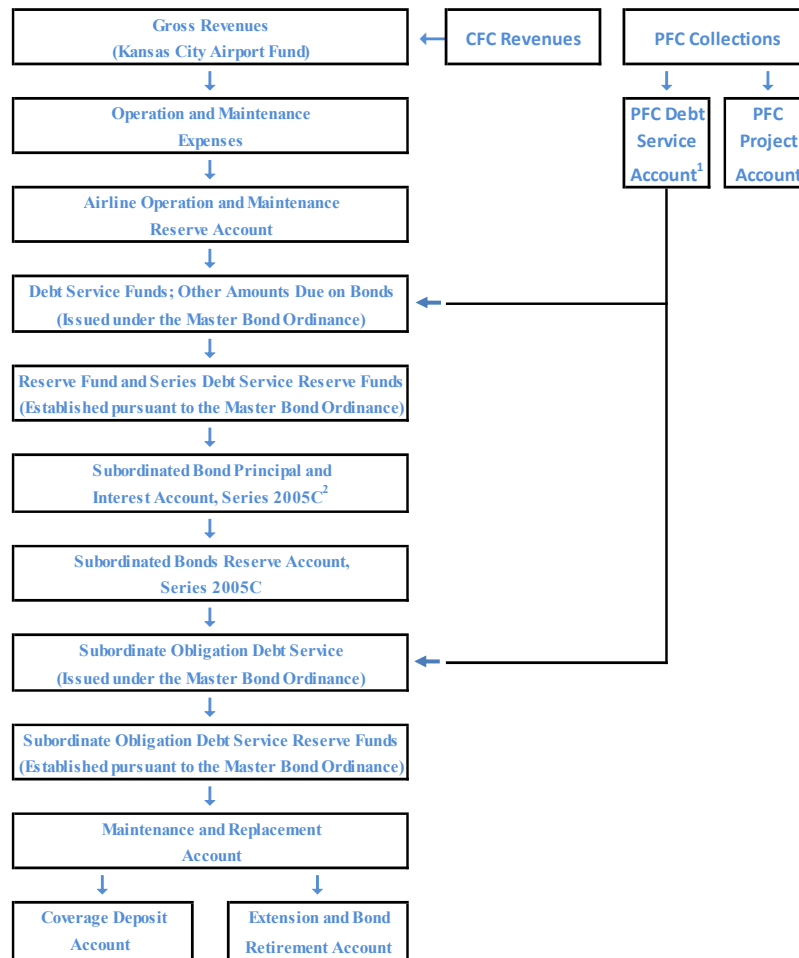 Gross Revenues
(Kansas City Airport Fund)
CFC Revenues
PFC Collections
Operation and Maintenance
Expenses
PFC Debt
Service
Account¹
PFC
Project
Account
Airline Operation and Maintenance
Reserve Account
Debt Service Funds; Other Amounts Due on Bonds
(Issued under the Master Bond Ordinance)
Reserve Fund and Series Debt Service Reserve Funds
(Established pursuant to the Master Bond Ordinance)
Subordinated Bond Principal and
Interest Account, Series 2005C²
Subordinated Bonds Reserve Account,
Series 2005C
Subordinate Obligation Debt Service
(Issued under the Master Bond Ordinance)
Subordinate Obligation Debt Service Reserve Funds
(Established pursuant to the Master Bond Ordinance)
Maintenance and Replacement
Account
Coverage Deposit
Account
Extension and Bond
Retirement Account